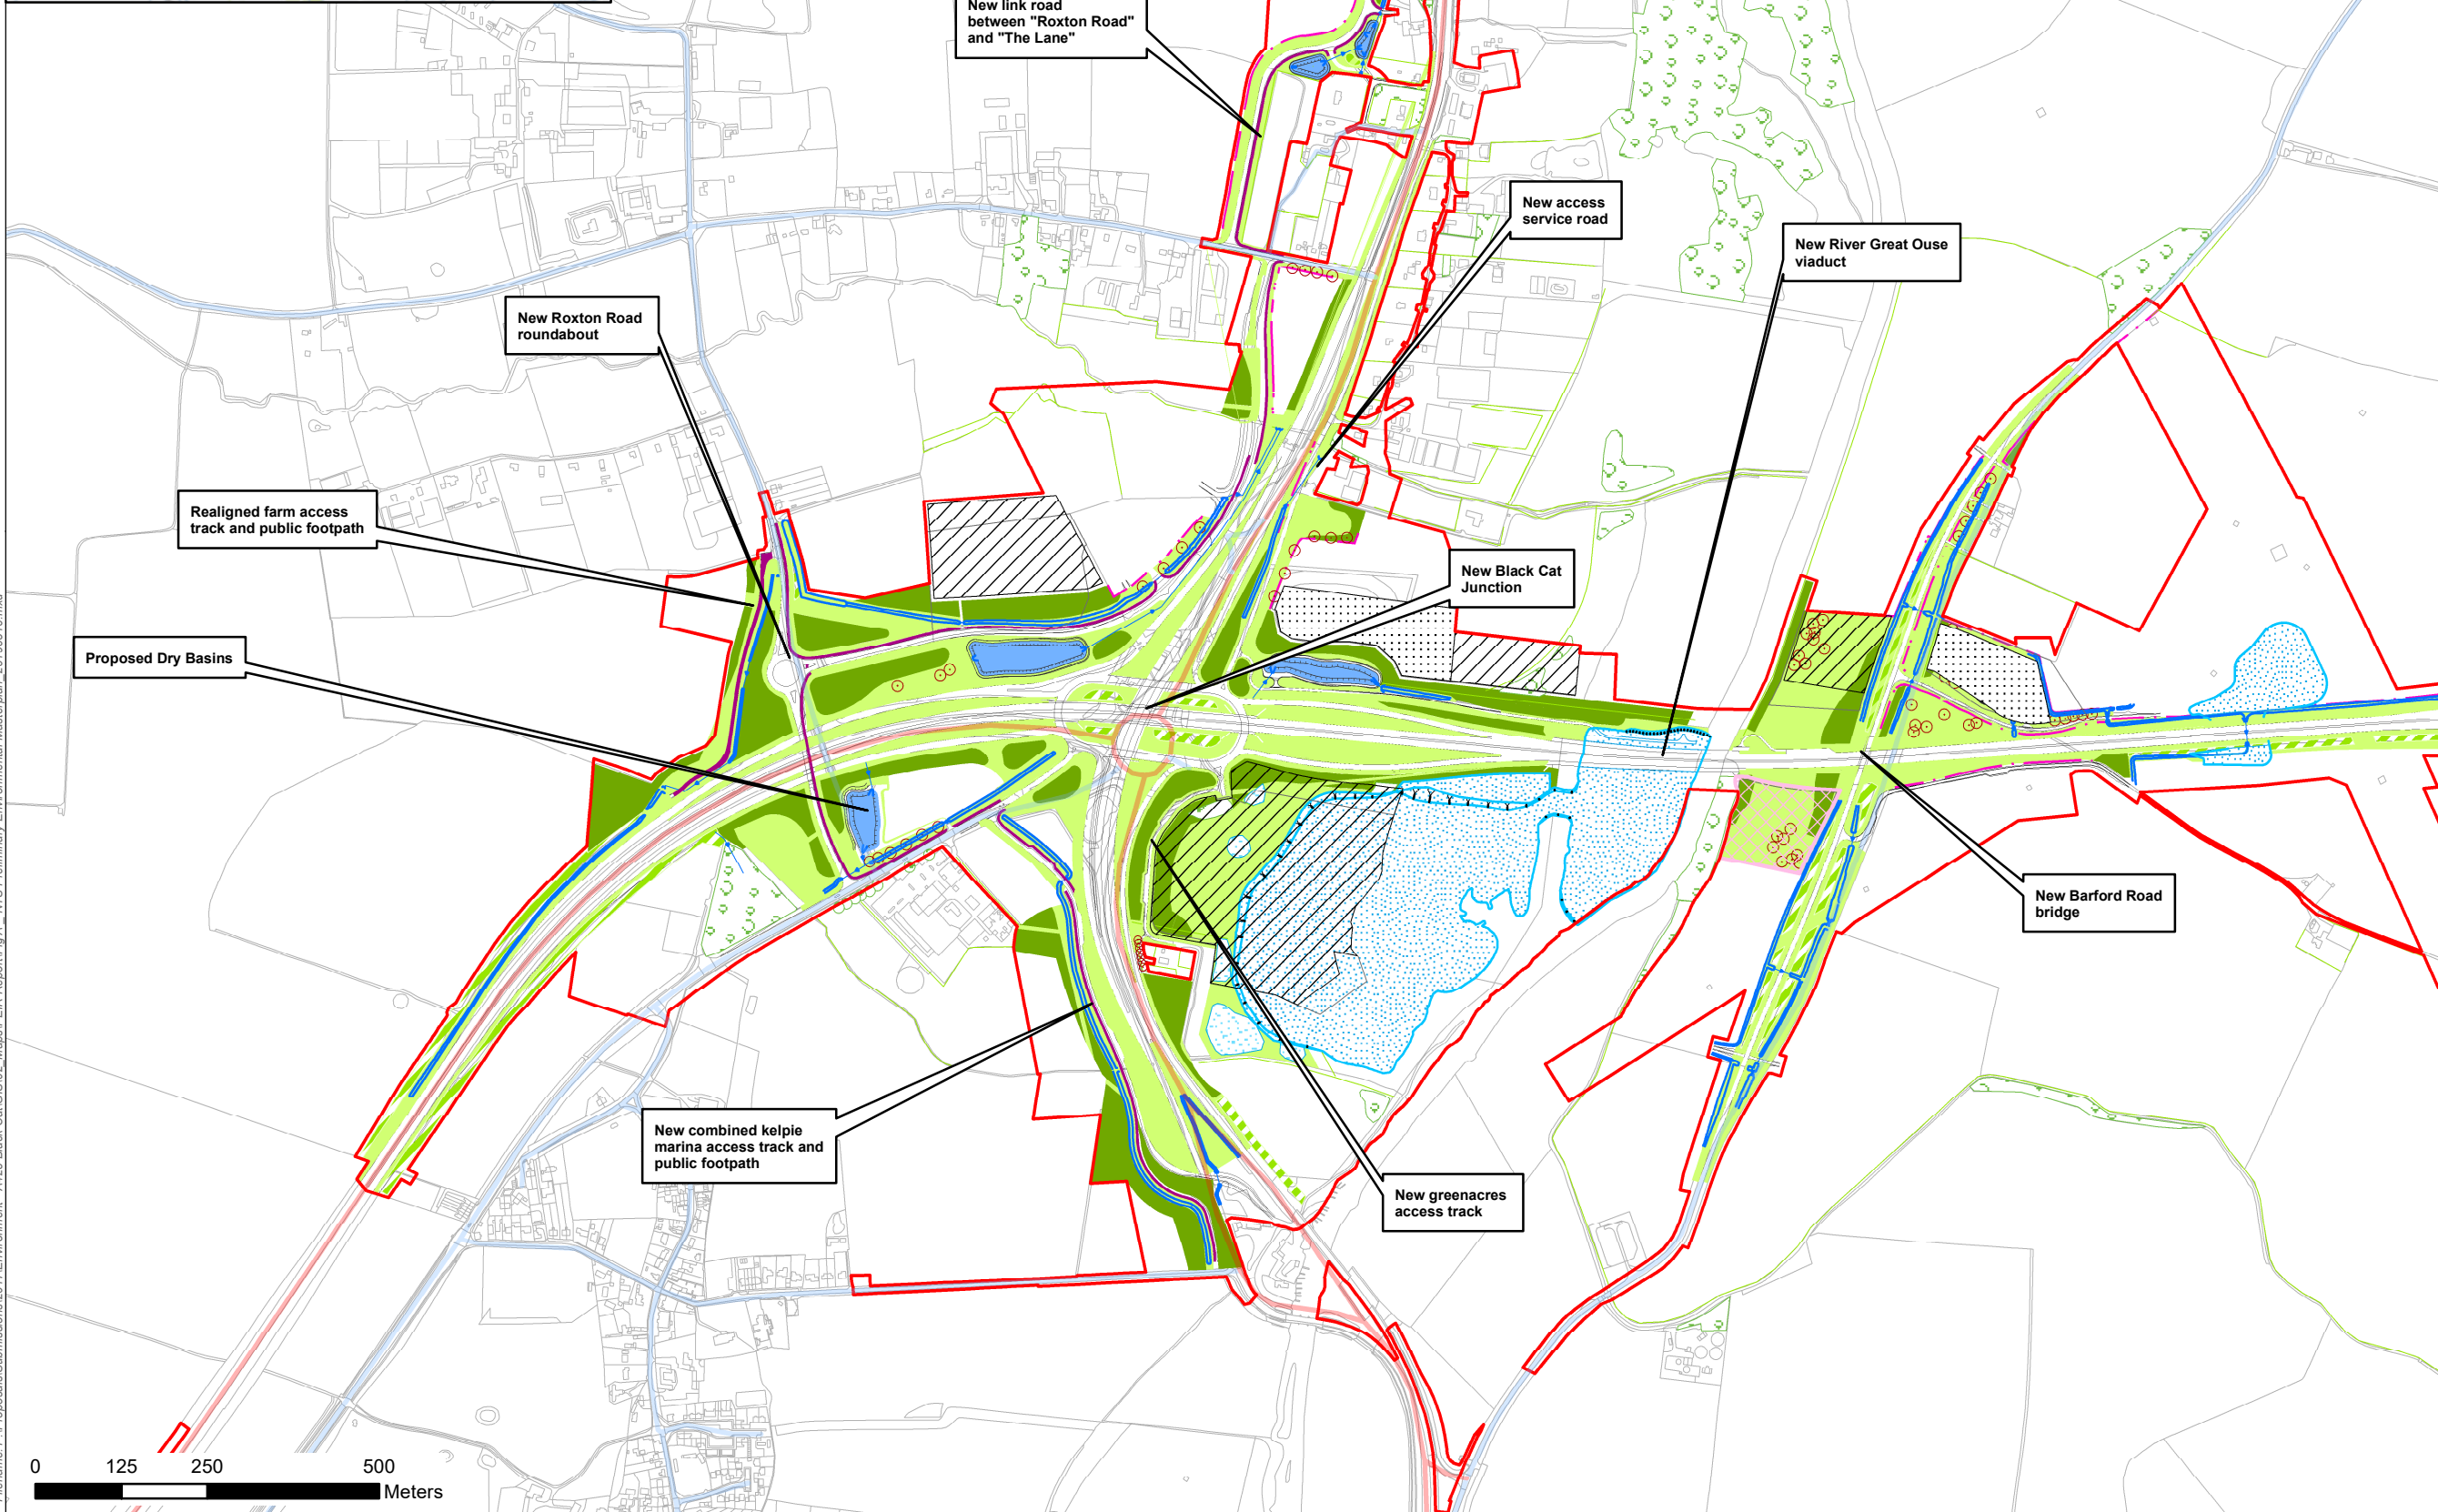 New link road
between "Roxton Road"
and "The Lane"
New access
service road
New River Great Ouse
viaduct
New Roxton Road
roundabout
Realigned farm access
track and public footpath
New Black Cat
Junction
Proposed Dry Basins
New Barford Road
bridge
New combined kelpie
marina access track and
public footpath
New greenacres
access track
0 125 250 500
Meters